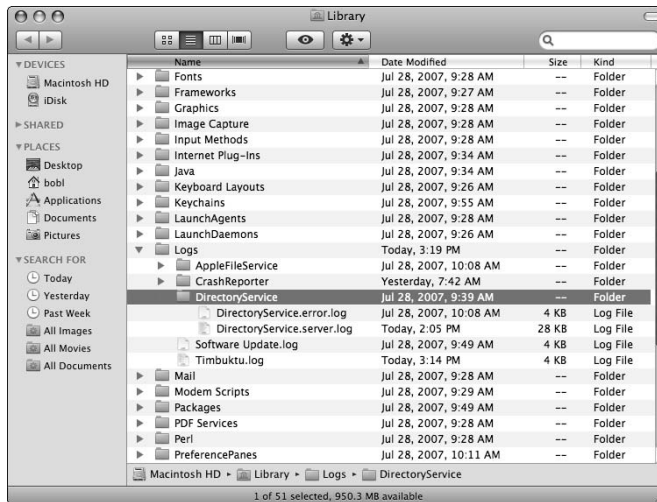 Library
Name Date Modified Size Kind
DEVICES
Macintosh HD
iDisk
SHARED
PLACES
Desktop
bobl
Applications
Documents
Pictures
SEARCH FOR
Today
Yesterday
Past Week
All Images
All Movies
All Documents
Fonts Jul 28, 2007, 9:28 AM -- Folder
Frameworks Jul 28, 2007, 9:27 AM -- Folder
Graphics Jul 28, 2007, 9:28 AM -- Folder
Image Capture Jul 28, 2007, 9:28 AM -- Folder
Input Methods Jul 28, 2007, 9:28 AM -- Folder
Internet Plug-Ins Jul 28, 2007, 9:34 AM -- Folder
Java Jul 28, 2007, 9:34 AM -- Folder
Keyboard Layouts Jul 28, 2007, 9:26 AM -- Folder
Keychains Jul 28, 2007, 9:55 AM -- Folder
LaunchAgents Jul 28, 2007, 9:28 AM -- Folder
LaunchDaemons Jul 28, 2007, 9:26 AM -- Folder
Logs Today, 3:19 PM -- Folder
AppleFileService Jul 28, 2007, 10:08 AM -- Folder
CrashReporter Yesterday, 7:42 AM -- Folder
DirectoryService Jul 28, 2007, 9:39 AM -- Folder
DirectoryService.error.log Jul 28, 2007, 10:08 AM 4 KB Log File
DirectoryService.server.log Today, 2:05 PM 28 KB Log File
Software Update.log Jul 28, 2007, 9:49 AM 4 KB Log File
Timbuktu.log Today, 3:14 PM 4 KB Log File
Mail Jul 28, 2007, 9:28 AM -- Folder
Modem Scripts Jul 28, 2007, 9:29 AM -- Folder
Packages Jul 28, 2007, 9:49 AM -- Folder
PDF Services Jul 28, 2007, 9:28 AM -- Folder
Perl Jul 28, 2007, 9:28 AM -- Folder
PreferencePanes Jul 28, 2007, 10:11 AM -- Folder
Macintosh HD Library Logs DirectoryService
1 of 51 selected, 950.3 MB available